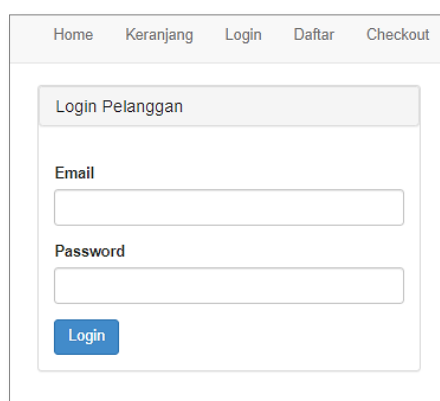 Home Keranjang Login Daftar Checkout
Login Pelanggan
Email
Password
Login